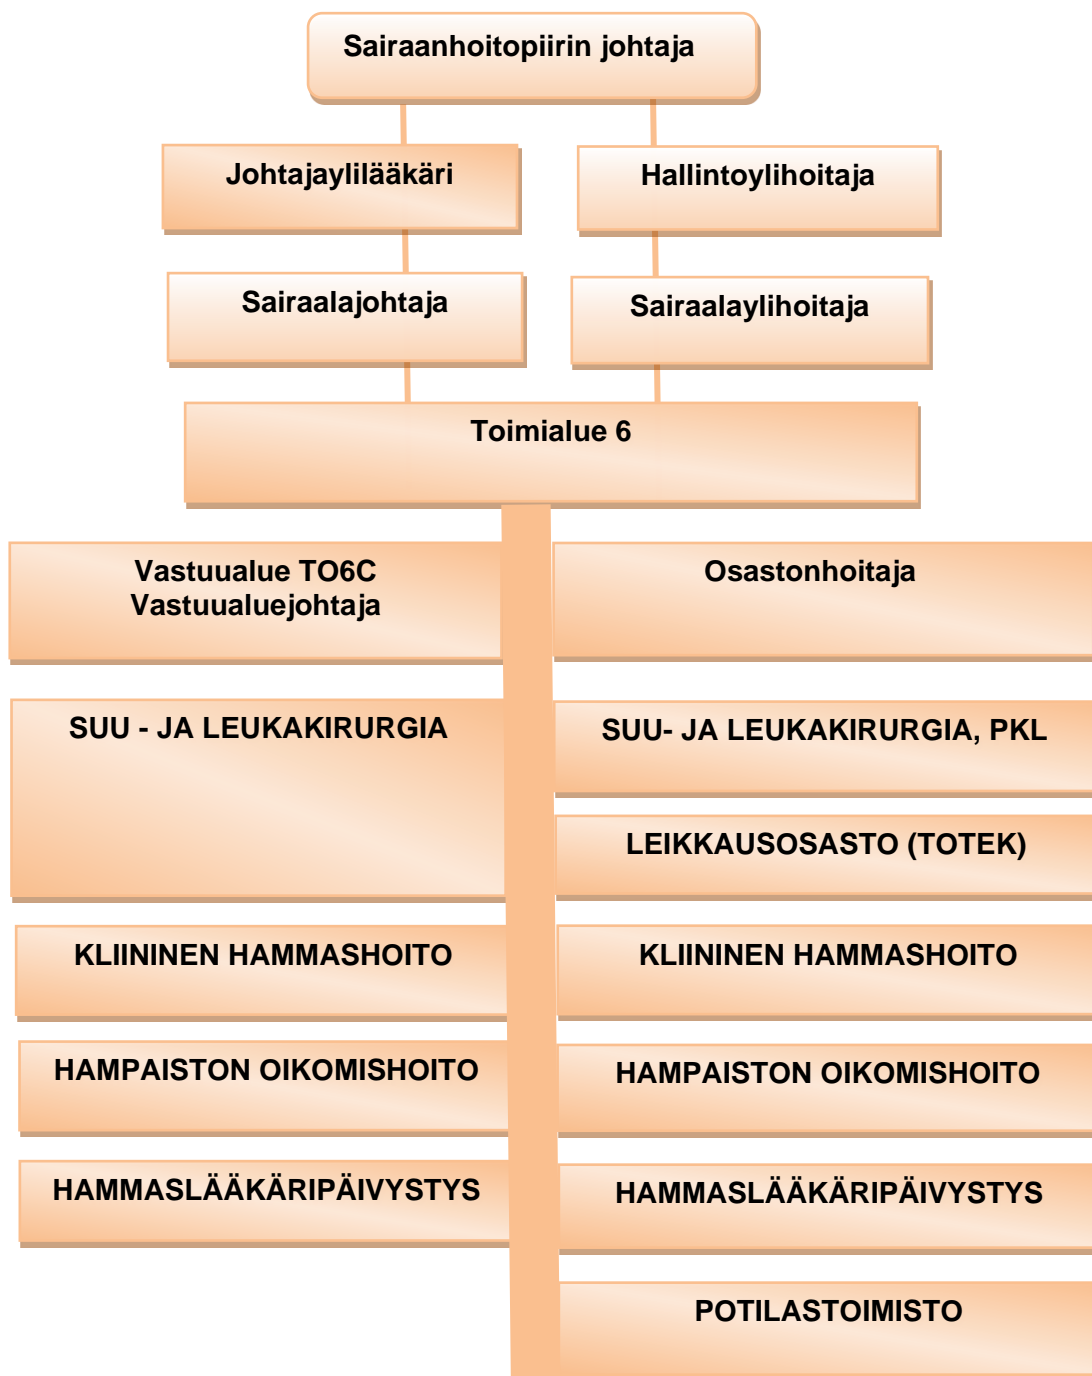 Sairaanhoitopiirin johtaja
Johtajaylilääkäri
Hallintoylihoitaja
Sairaalajohtaja
Sairaalaylihoitaja
Toimialue 6
Vastuualue TO6C
Vastuualuejohtaja
Osastonhoitaja
SUU - JA LEUKAKIRURGIA
SUU- JA LEUKAKIRURGIA, PKL
LEIKKAUSOSASTO (TOTEK)
KLIININEN HAMMASHOITO
KLIININEN HAMMASHOITO
HAMPAISTON OIKOMISHOITO
HAMPAISTON OIKOMISHOITO
HAMMASLÄÄKÄRIPÄIVYSTYS
HAMMASLÄÄKÄRIPÄIVYSTYS
POTILASTOIMISTO